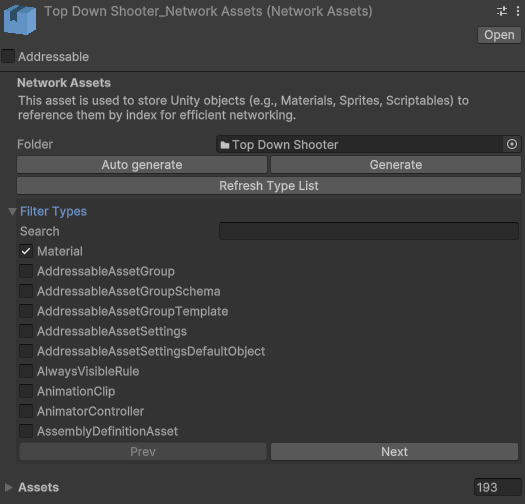 Top Down Shooter_Network Assets (Network Assets)
Open
Addressable
Network Assets
This asset is used to store Unity objects (e.g., Materials, Sprites, Scriptables) to
reference them by index for efficient networking.
Folder Top Down Shooter
Auto generate Generate
Refresh Type List
Filter Types
Search
Material
AddressableAssetGroup
AddressableAssetGroupSchema
AddressableAssetGroupTemplate
AddressableAssetSettings
AddressableAssetSettingsDefaultObject
AlwaysVisibleRule
AnimationClip
AnimatorController
AssemblyDefinitionAsset
Prev Next
Assets 193